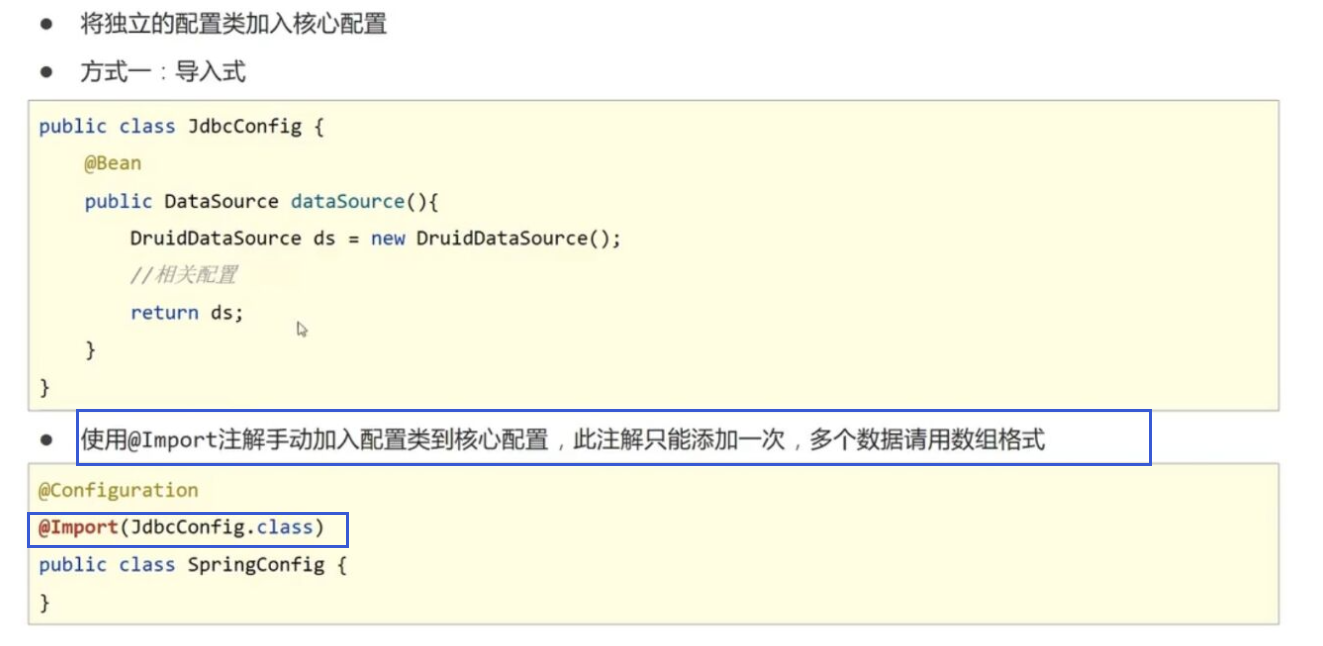 ● 将独立的配置类加入核心配置
● 方式一：导入式
public class JdbcConfig {
    @Bean
    public DataSource dataSource(){
        DruidDataSource ds = new DruidDataSource();
        //相关配置
        return ds;
    }
}
● 使用@Import注解手动加入配置类到核心配置，此注解只能添加一次，多个数据请用数组格式
@Configuration
@Import(JdbcConfig.class)
public class SpringConfig {
}